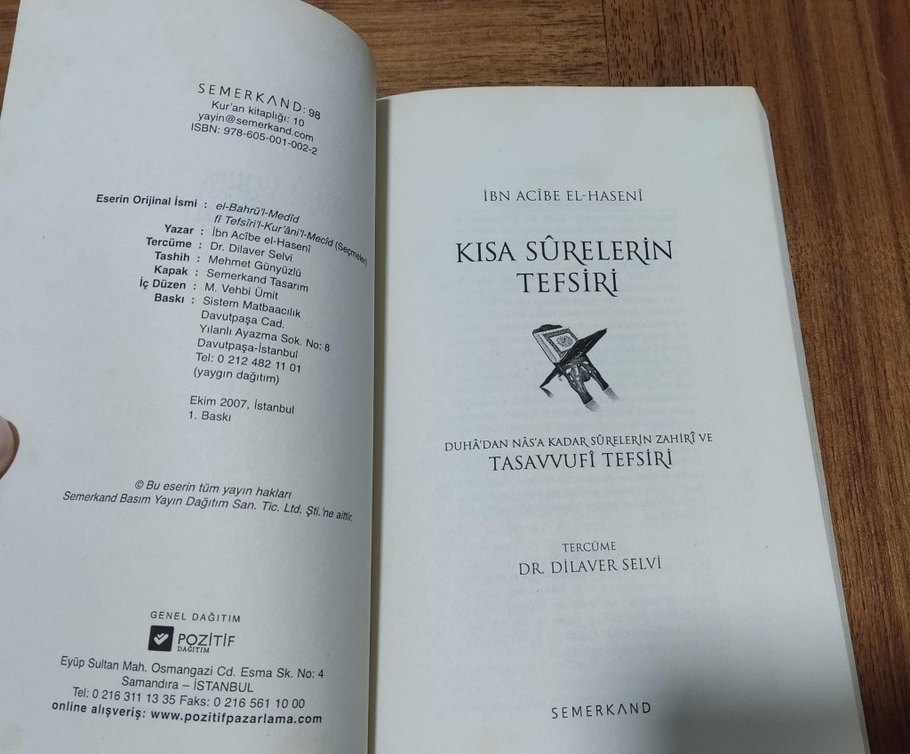 SEMERKAND: 98
Kur'an kitaplığı: 10
yayin@semerkand.com
ISBN: 978-605-001-002-2
Eserin Orijinal İsmi : el-Bahrü'l-Medîd
fî Tefsîri'l-Kur'âni'l-Mecîd (Seçmeler)
Yazar : İbn Acîbe el-Hasenî
Tercüme : Dr. Dilaver Selvi
Tashih : Mehmet Günyüzlü
Kapak : Semerkand Tasarım
İç Düzen : M. Vehbi Ümit
Baskı : Sistem Matbaacılık
Davutpaşa Cad.
Yılanlı Ayazma Sok. No: 8
Davutpaşa-İstanbul
Tel: 0 212 482 11 01
(yaygın dağıtım)
Ekim 2007, İstanbul
1. Baskı
© Bu eserin tüm yayın hakları
Semerkand Basım Yayın Dağıtım San. Tic. Ltd. Şti.'ne aittir.
GENEL DAĞITIM
POZİTİF
DAĞITIM
Eyüp Sultan Mah. Osmangazi Cd. Esma Sk. No: 4
Samandıra – İSTANBUL
Tel: 0 216 311 13 35 Faks: 0 216 561 10 00
online alışveriş: www.pozitifpazarlama.com
İBN ACÎBE EL-HASENÎ
KISA SÛRELERİN
TEFSİRİ
DUHÂ'DAN NÂS'A KADAR SÛRELERİN ZAHİRÎ VE
TASAVVUFÎ TEFSİRİ
TERCÜME
DR. DİLAVER SELVİ
SEMERKAND